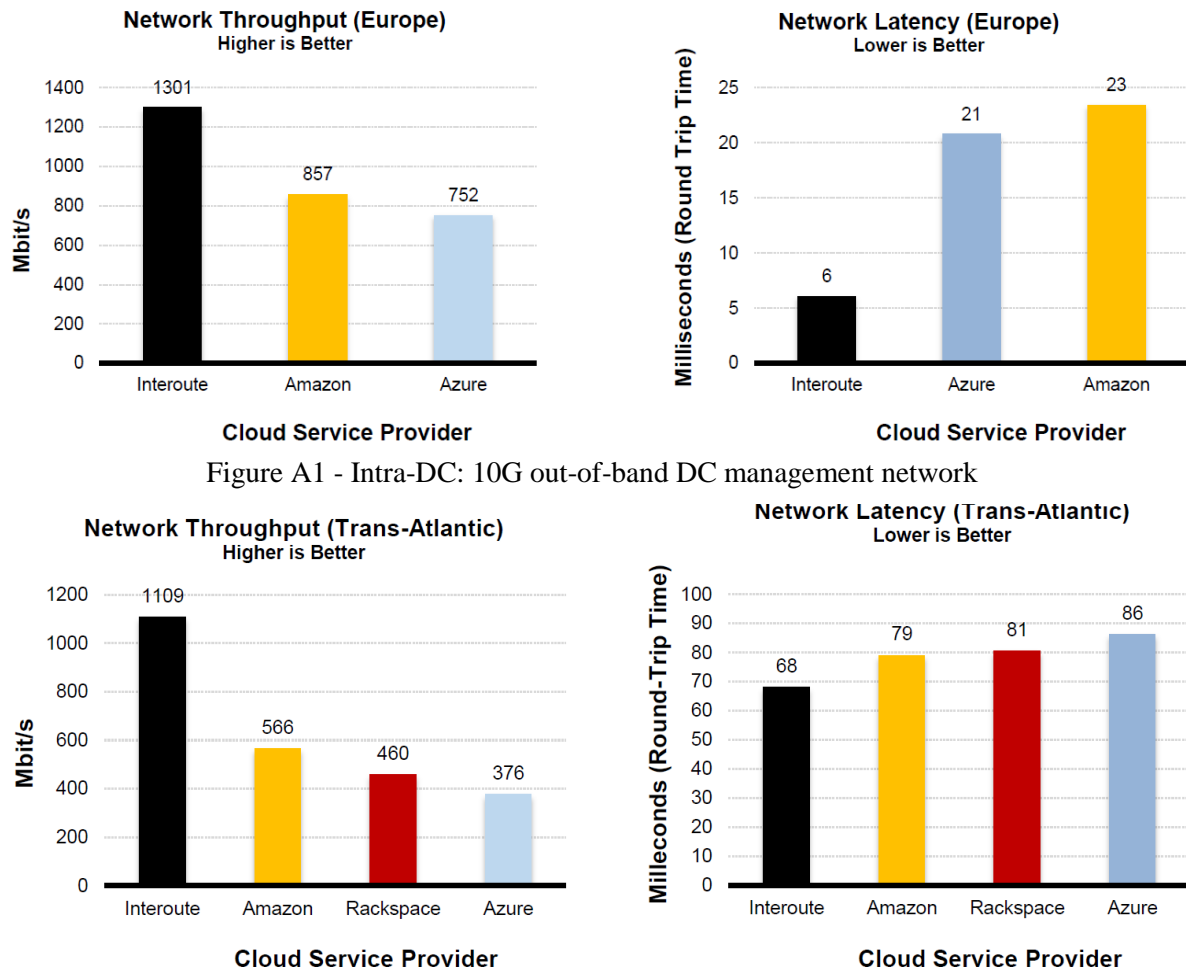 Network Throughput (Europe)
Higher is Better
Mbit/s
1400
1200
1000
800
600
400
200
0
1301
857
752
Interoute Amazon Azure
Cloud Service Provider
Network Latency (Europe)
Lower is Better
Milliseconds (Round Trip Time)
25
20
15
10
5
0
6
21
23
Interoute Azure Amazon
Cloud Service Provider
Figure A1 - Intra-DC: 10G out-of-band DC management network
Network Throughput (Trans-Atlantic)
Higher is Better
Mbit/s
1200
1000
800
600
400
200
0
1109
566
460
376
Interoute Amazon Rackspace Azure
Cloud Service Provider
Network Latency (Trans-Atlantic)
Lower is Better
Milleconds (Round-Trip Time)
100
90
80
70
60
50
40
30
20
10
0
68
79
81
86
Interoute Amazon Rackspace Azure
Cloud Service Provider